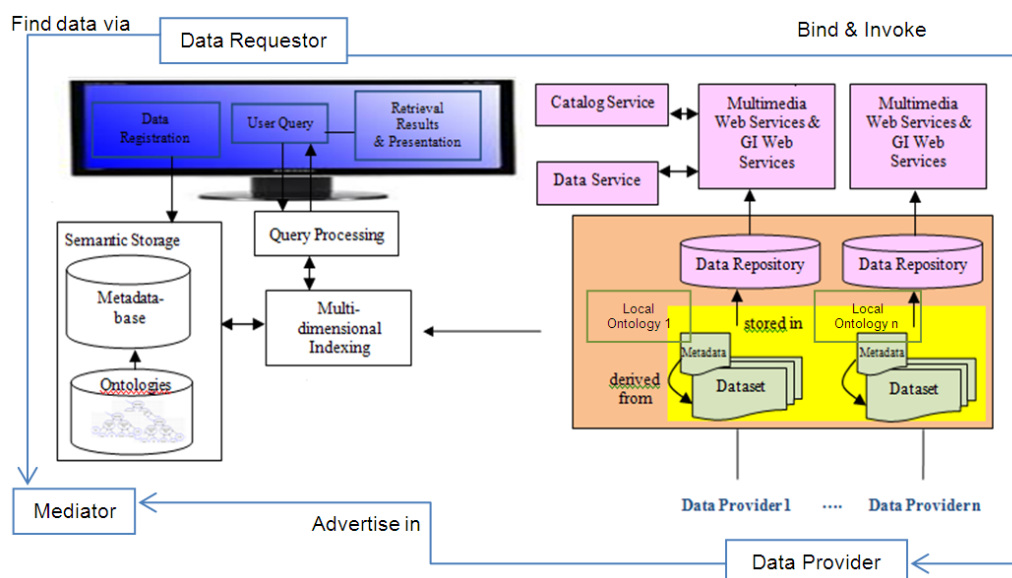 Find data via
Data Requestor
Bind & Invoke
Data
Registration
User Query
Retrieval
Results
& Presentation
Catalog Service
Data Service
Multimedia
Web Services &
GI Web
Services
Multimedia
Web Services &
GI Web
Services
Semantic Storage
Metadata-
base
Ontologies
Query Processing
Multi-
dimensional
Indexing
Data Repository
Data Repository
Local
Ontology 1
stored in
Local
Ontology n
Metadata
Dataset
derived
from
Metadata
Dataset
Data Provider1
....
Data Providern
Mediator
Advertise in
Data Provider